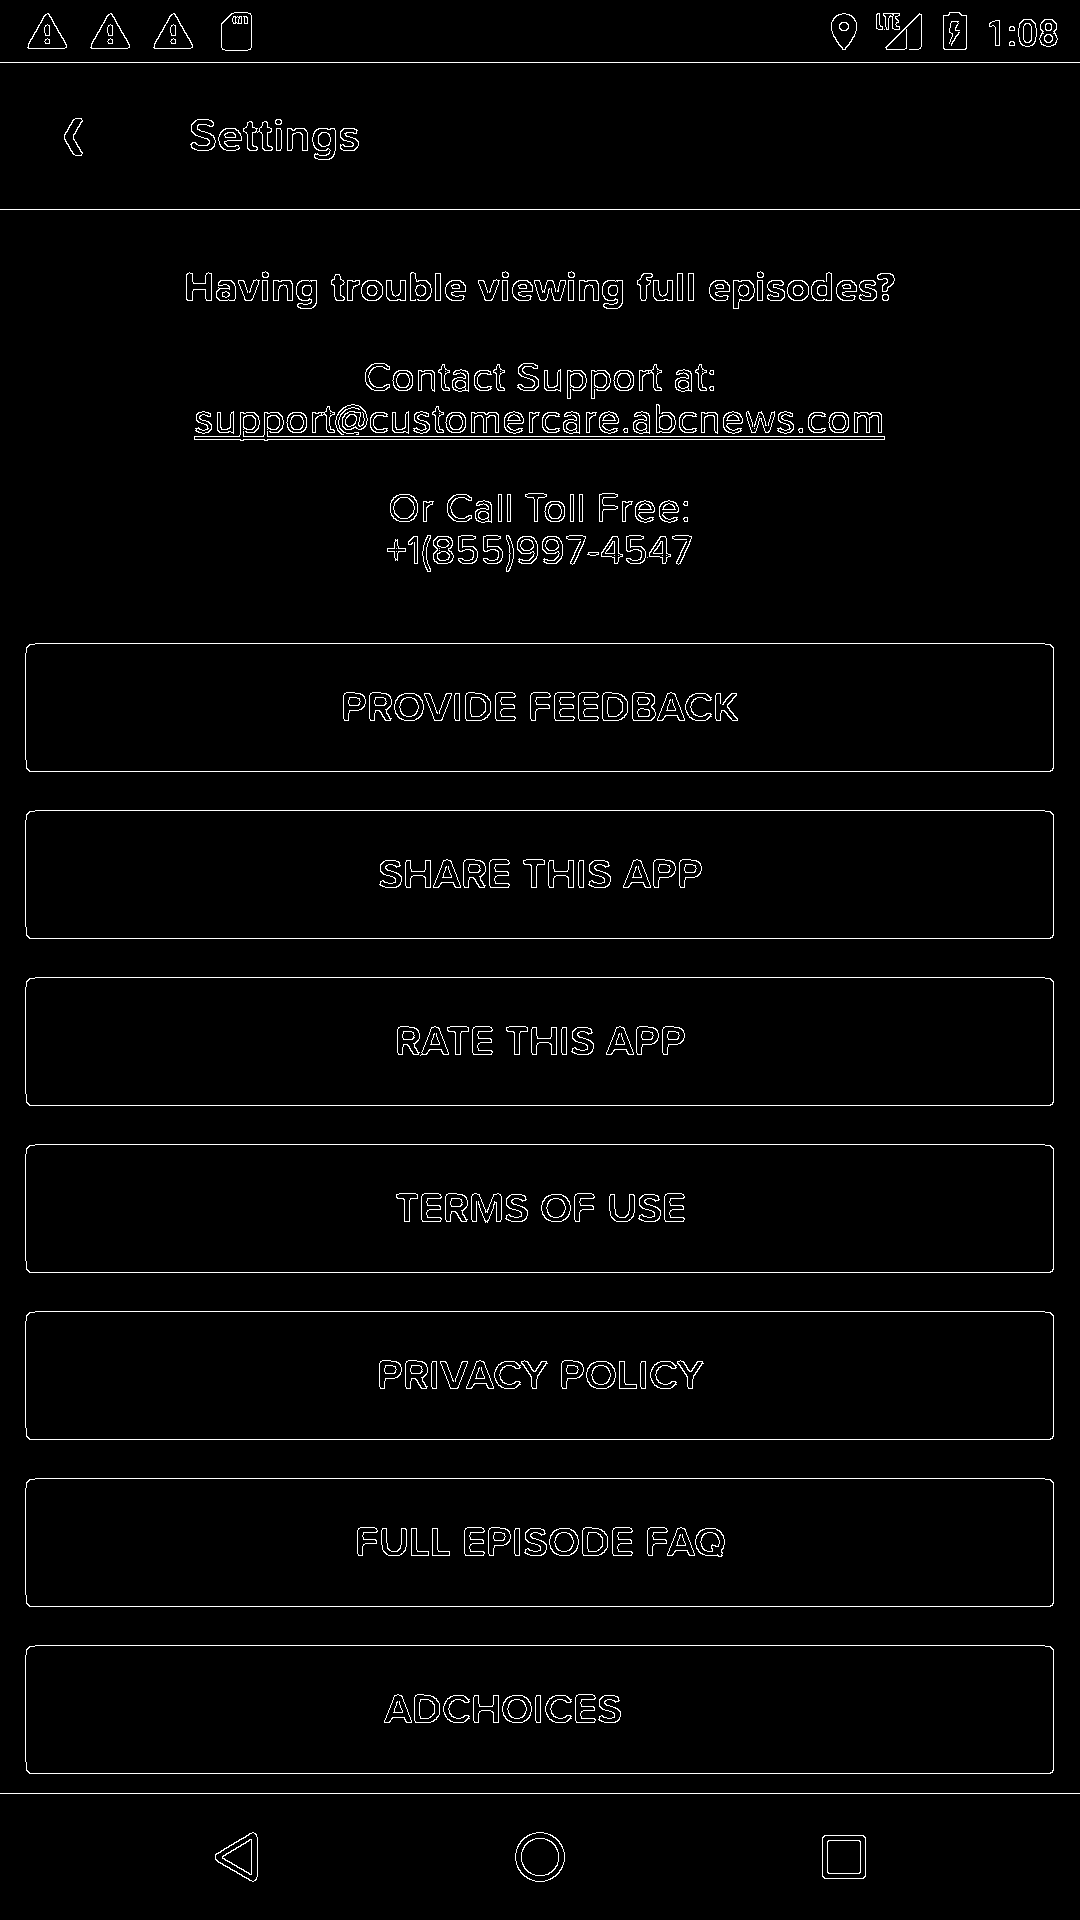 LTE 1:08
Settings
Having trouble viewing full episodes?
Contact Support at:
support@customercare.abcnews.com
Or Call Toll Free:
+1(855)997-4547
PROVIDE FEEDBACK
SHARE THIS APP
RATE THIS APP
TERMS OF USE
PRIVACY POLICY
FULL EPISODE FAQ
ADCHOICES